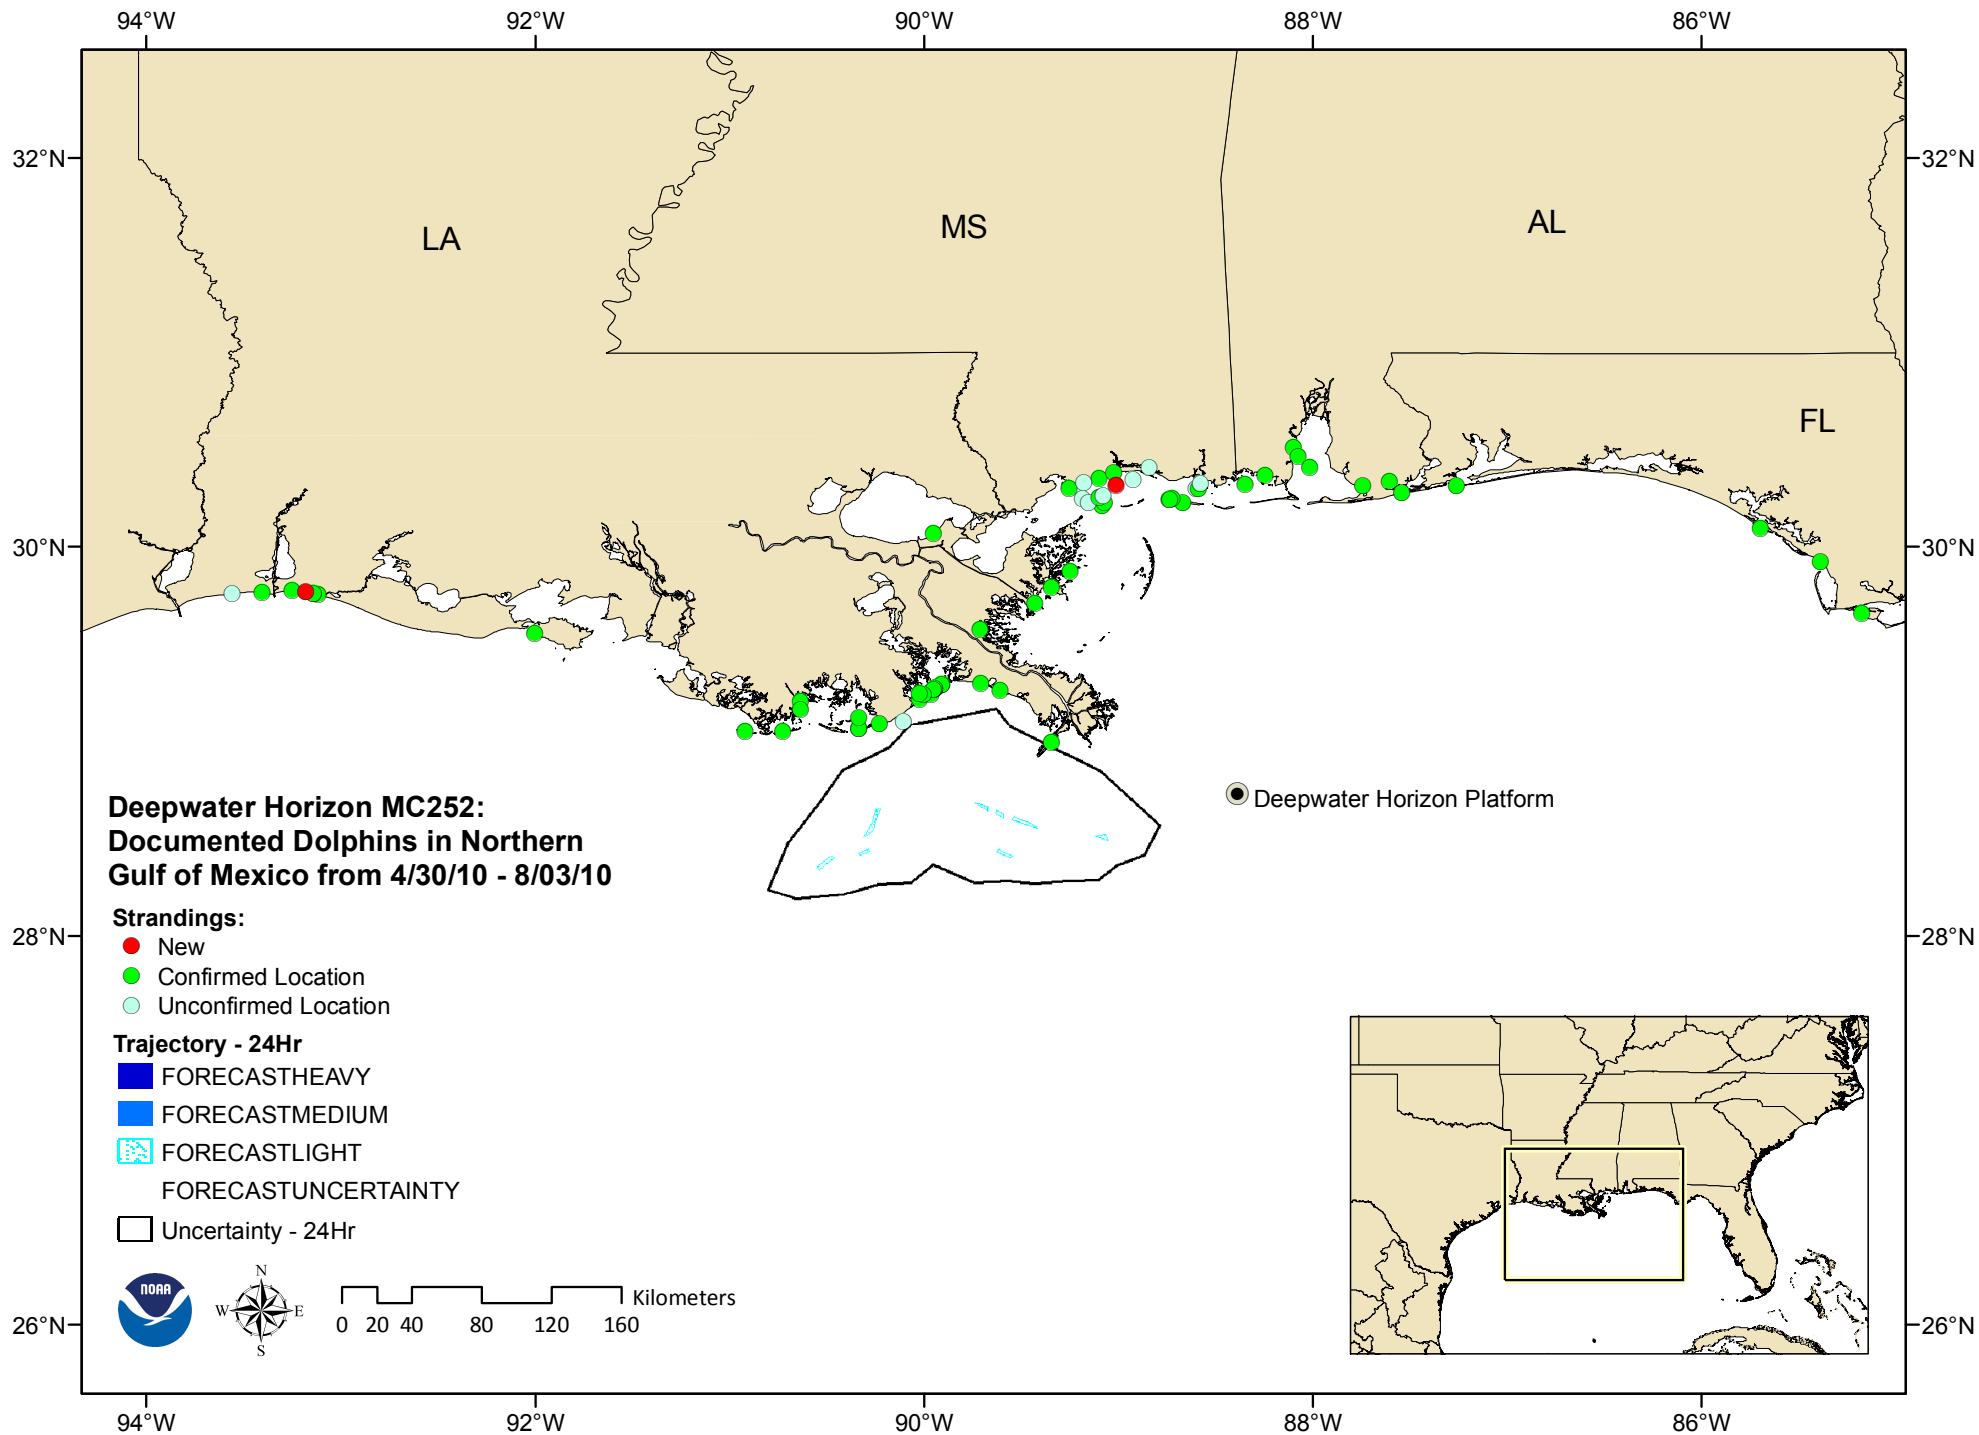 94°W 92°W 90°W 88°W 86°W
32°N 32°N
LA MS AL
FL
30°N 30°N
Deepwater Horizon Platform
Deepwater Horizon MC252:
Documented Dolphins in Northern
Gulf of Mexico from 4/30/10 - 8/03/10
Strandings:
New
28°N 28°N
Confirmed Location
Unconfirmed Location
Trajectory - 24Hr
FORECASTHEAVY
FORECASTMEDIUM
FORECASTLIGHT
FORECASTUNCERTAINTY
Uncertainty - 24Hr
NOAA
N
W E
S
Kilometers
0 20 40 80 120 160
26°N 26°N
94°W 92°W 90°W 88°W 86°W